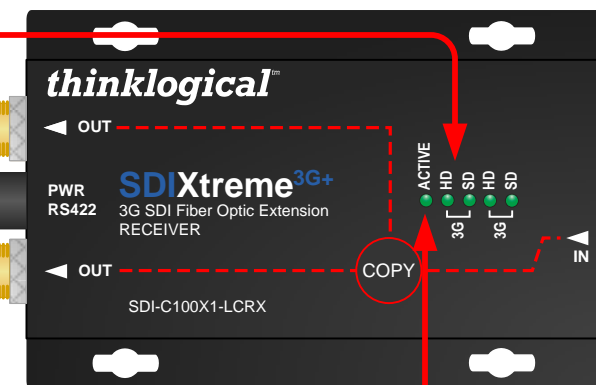 thinklogical™
OUT
PWR
RS422
SDIXtreme3G+
3G SDI Fiber Optic Extension
RECEIVER
ACTIVE
HD
SD
HD
SD
3G
3G
IN
OUT
COPY
SDI-C100X1-LCRX